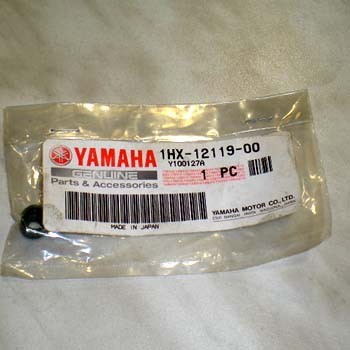 YAMAHA
GENUINE
Parts & Accessories
1HX-12119-00
Y100127A
1 PC
YAMAHA MOTOR CO., LTD.
MADE IN JAPAN